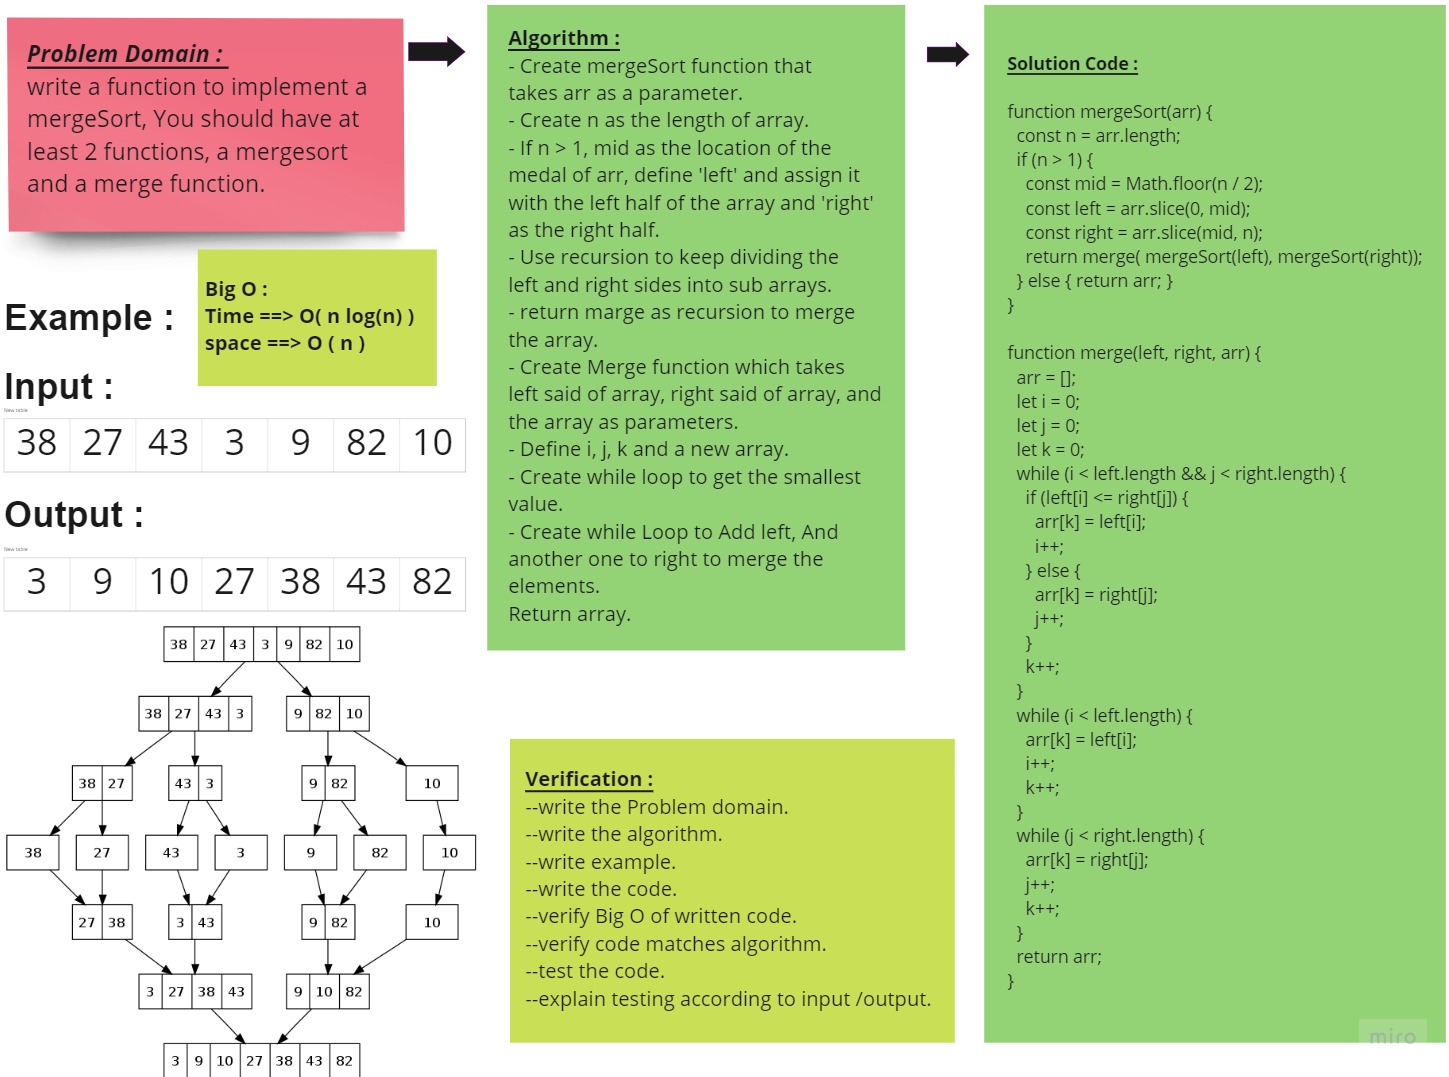 Problem Domain :
write a function to implement a
mergeSort, You should have at
least 2 functions, a mergesort
and a merge function.
Big O :
Time ==> O( n log(n) )
space ==> O ( n )
Example :
Input :
New table
38 27 43 3 9 82 10
Output :
New table
3 9 10 27 38 43 82
38 27 43 3 9 82 10
38 27 43 3
9 82 10
38 27
43 3
9 82
10
38
27
43
3
9
82
10
27 38
3 43
9 82
10
3 27 38 43
9 10 82
3 9 10 27 38 43 82
Algorithm :
- Create mergeSort function that
takes arr as a parameter.
- Create n as the length of array.
- If n > 1, mid as the location of the
medal of arr, define 'left' and assign it
with the left half of the array and 'right'
as the right half.
- Use recursion to keep dividing the
left and right sides into sub arrays.
- return marge as recursion to merge
the array.
- Create Merge function which takes
left said of array, right said of array, and
the array as parameters.
- Define i, j, k and a new array.
- Create while loop to get the smallest
value.
- Create while Loop to Add left, And
another one to right to merge the
elements.
Return array.
Verification :
--write the Problem domain.
--write the algorithm.
--write example.
--write the code.
--verify Big O of written code.
--verify code matches algorithm.
--test the code.
--explain testing according to input /output.
Solution Code :
function mergeSort(arr) {
const n = arr.length;
if (n > 1) {
const mid = Math.floor(n / 2);
const left = arr.slice(0, mid);
const right = arr.slice(mid, n);
return merge( mergeSort(left), mergeSort(right));
} else { return arr; }
}
function merge(left, right, arr) {
arr = [];
let i = 0;
let j = 0;
let k = 0;
while (i < left.length && j < right.length) {
if (left[i] <= right[j]) {
arr[k] = left[i];
i++;
} else {
arr[k] = right[j];
j++;
}
k++;
}
while (i < left.length) {
arr[k] = left[i];
i++;
k++;
}
while (j < right.length) {
arr[k] = right[j];
j++;
k++;
}
return arr;
}
miro